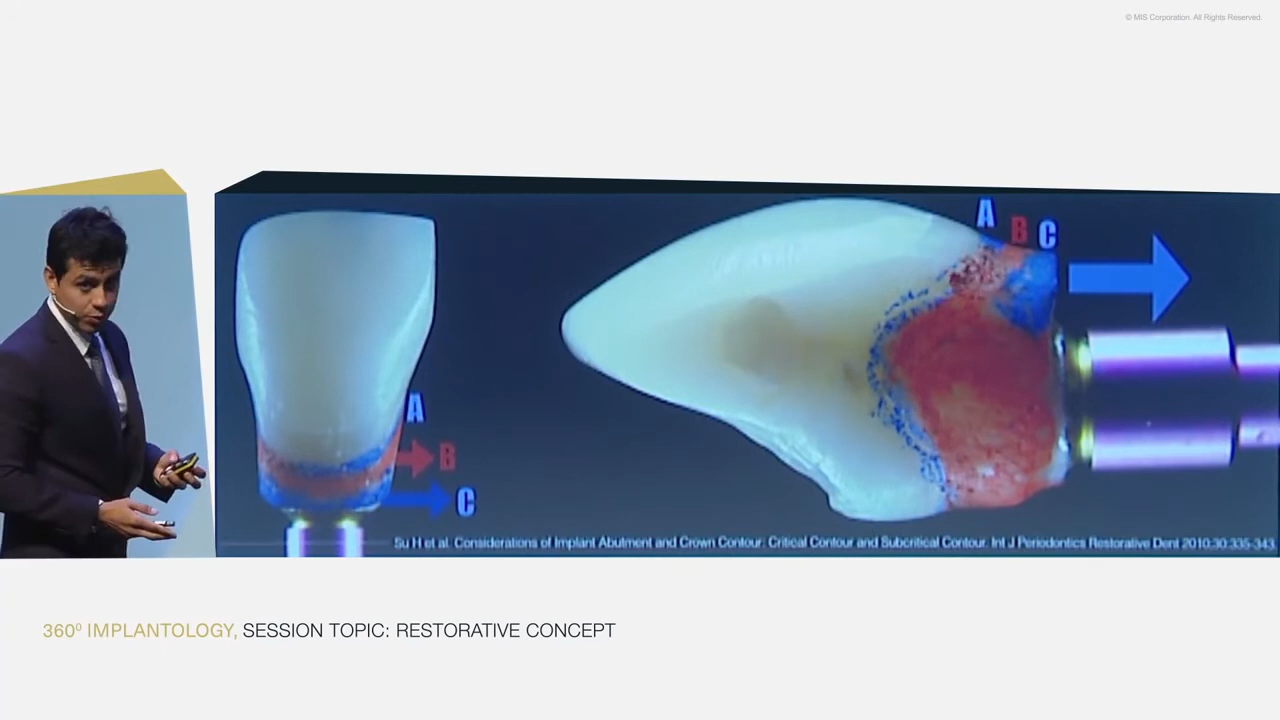 © MIS Corporation. All Rights Reserved.
A
B
C
A
B
C
Su H et al. Considerations of Implant Abutment and Crown Contour: Critical Contour and Subcritical Contour. Int J Periodontics Restorative Dent 2010;30:335-343.
360º IMPLANTOLOGY, SESSION TOPIC: RESTORATIVE CONCEPT